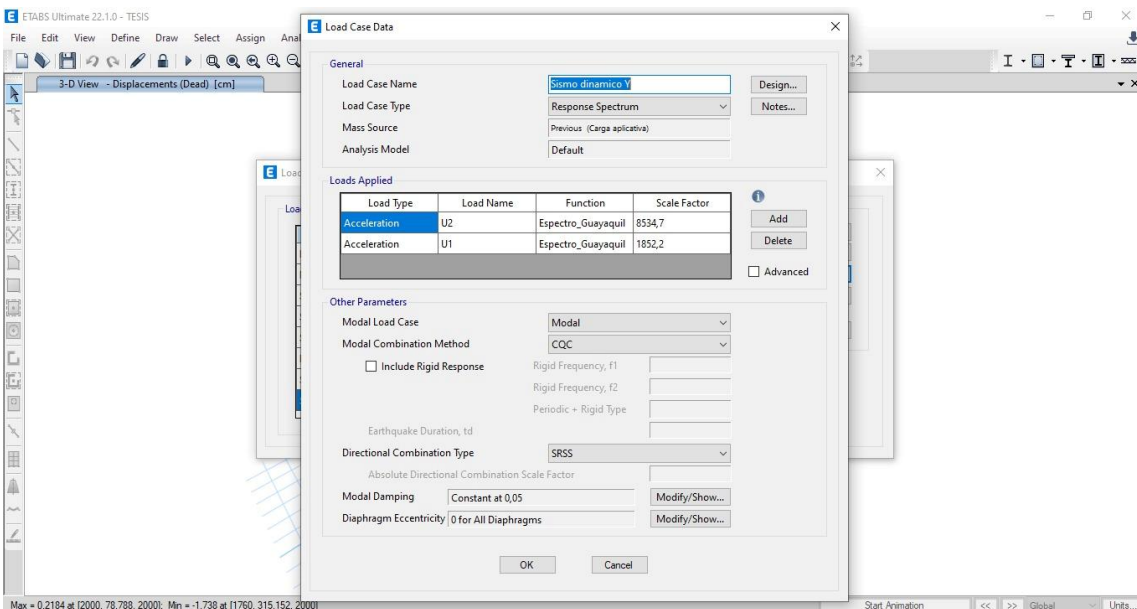 ETABS Ultimate 22.1.0 - TESIS
File Edit View Define Draw Select Assign Anal
3-D View - Displacements (Dead) [cm]
Load Case Data
General
Load Case Name Sismo dinamico Y Design...
Load Case Type Response Spectrum Notes...
Mass Source Previous (Carga aplicativa)
Analysis Model Default
Loads Applied
Load Type Load Name Function Scale Factor
Acceleration U2 Espectro_Guayaquil 8534,7 Add
Acceleration U1 Espectro_Guayaquil 1852,2 Delete
Advanced
Other Parameters
Modal Load Case Modal
Modal Combination Method CQC
Include Rigid Response Rigid Frequency, f1
Rigid Frequency, f2
Periodic + Rigid Type
Earthquake Duration, td
Directional Combination Type SRSS
Absolute Directional Combination Scale Factor
Modal Damping Constant at 0,05 Modify/Show...
Diaphragm Eccentricity 0 for All Diaphragms Modify/Show...
OK Cancel
Max = 0.2184 at [2000, 78.788, 2000]; Min = -1.738 at [1760, 315.152, 2000] Start Animation << >> Global Units...